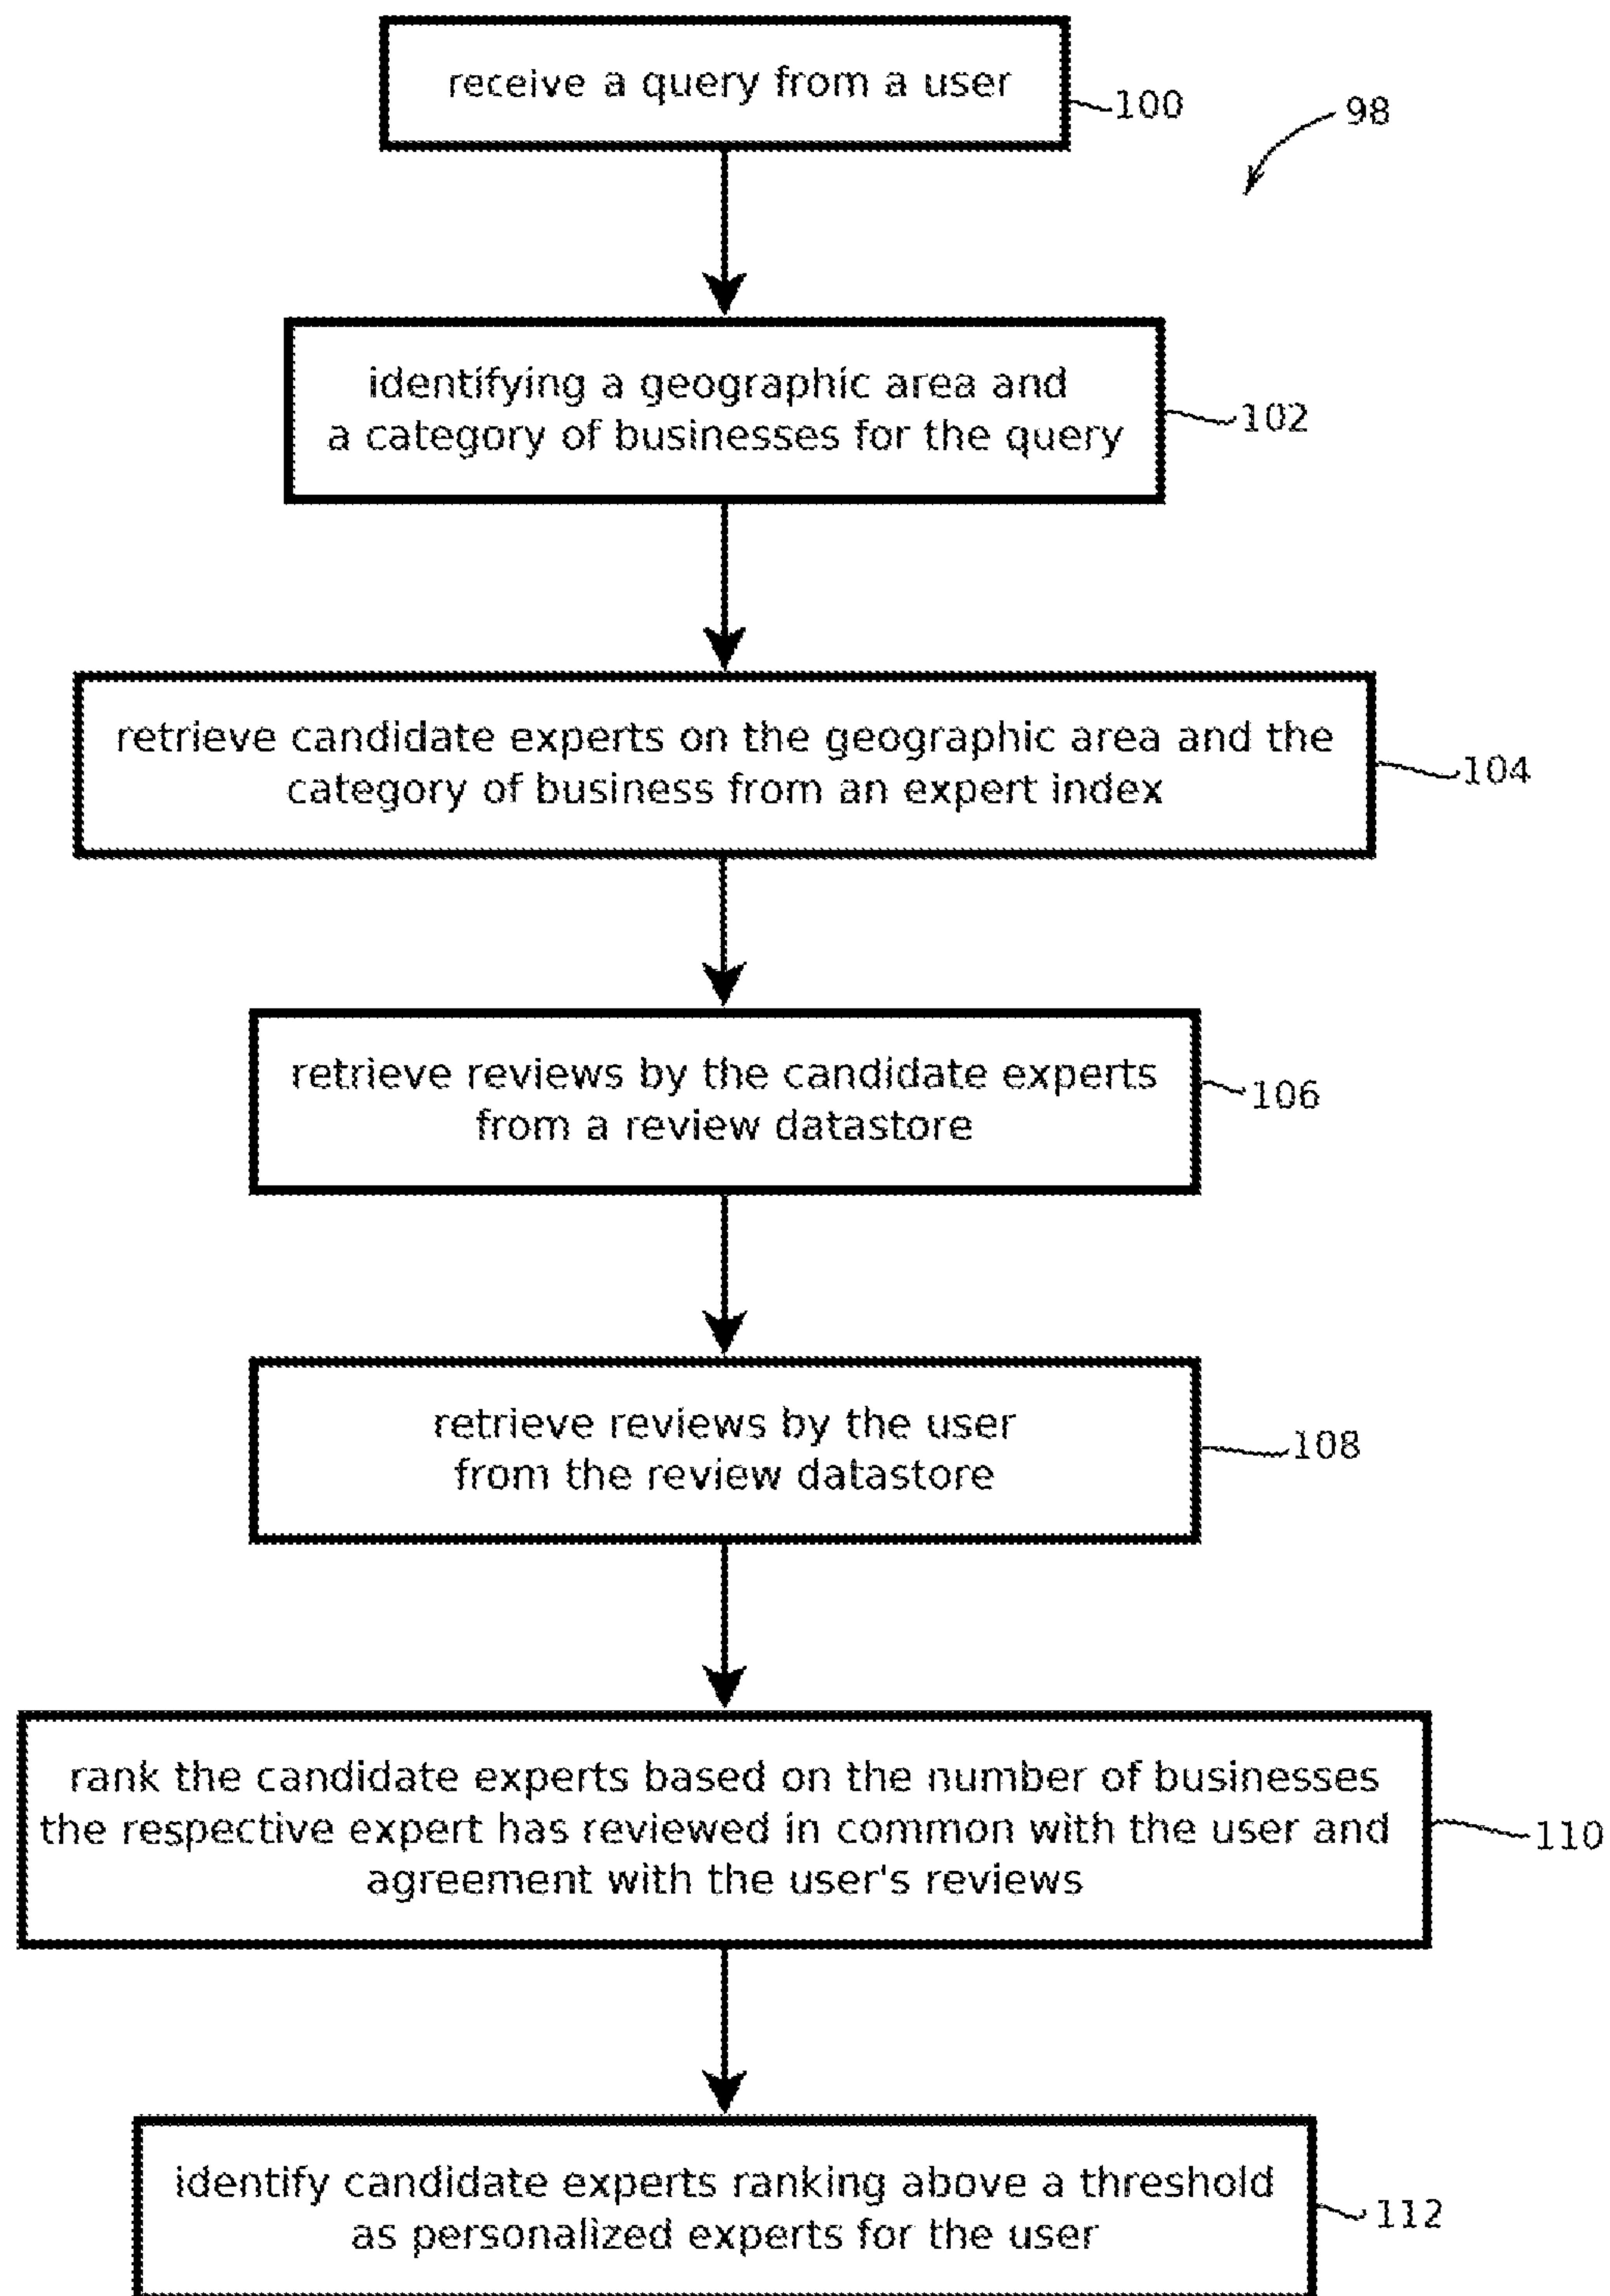 receive a query from a user
100
98
identifying a geographic area and
a category of businesses for the query
102
retrieve candidate experts on the geographic area and the
category of business from an expert index
104
retrieve reviews by the candidate experts
from a review datastore
106
retrieve reviews by the user
from the review datastore
108
rank the candidate experts based on the number of businesses
the respective expert has reviewed in common with the user and
agreement with the user's reviews
110
identify candidate experts ranking above a threshold
as personalized experts for the user
112